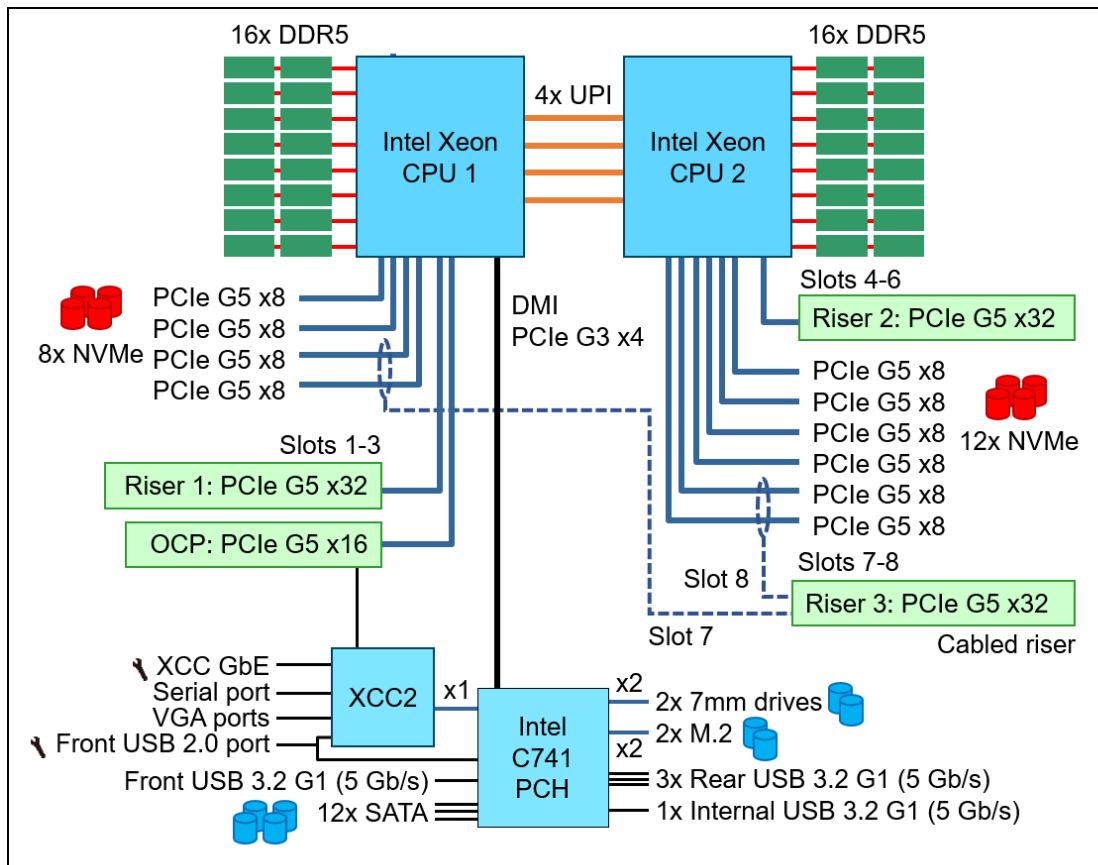 16x DDR5
16x DDR5
4x UPI
Intel Xeon
CPU 1
Intel Xeon
CPU 2
PCIe G5 x8
PCIe G5 x8
PCIe G5 x8
PCIe G5 x8
8x NVMe
DMI
PCIe G3 x4
Slots 4-6
Riser 2: PCIe G5 x32
PCIe G5 x8
PCIe G5 x8
PCIe G5 x8
PCIe G5 x8
PCIe G5 x8
PCIe G5 x8
12x NVMe
Slots 1-3
Riser 1: PCIe G5 x32
OCP: PCIe G5 x16
Slots 7-8
Slot 8
Riser 3: PCIe G5 x32
Slot 7
Cabled riser
XCC GbE
Serial port
VGA ports
Front USB 2.0 port
XCC2
x1
Intel
C741
PCH
x2
2x 7mm drives
2x M.2
x2
Front USB 3.2 G1 (5 Gb/s)
12x SATA
3x Rear USB 3.2 G1 (5 Gb/s)
1x Internal USB 3.2 G1 (5 Gb/s)